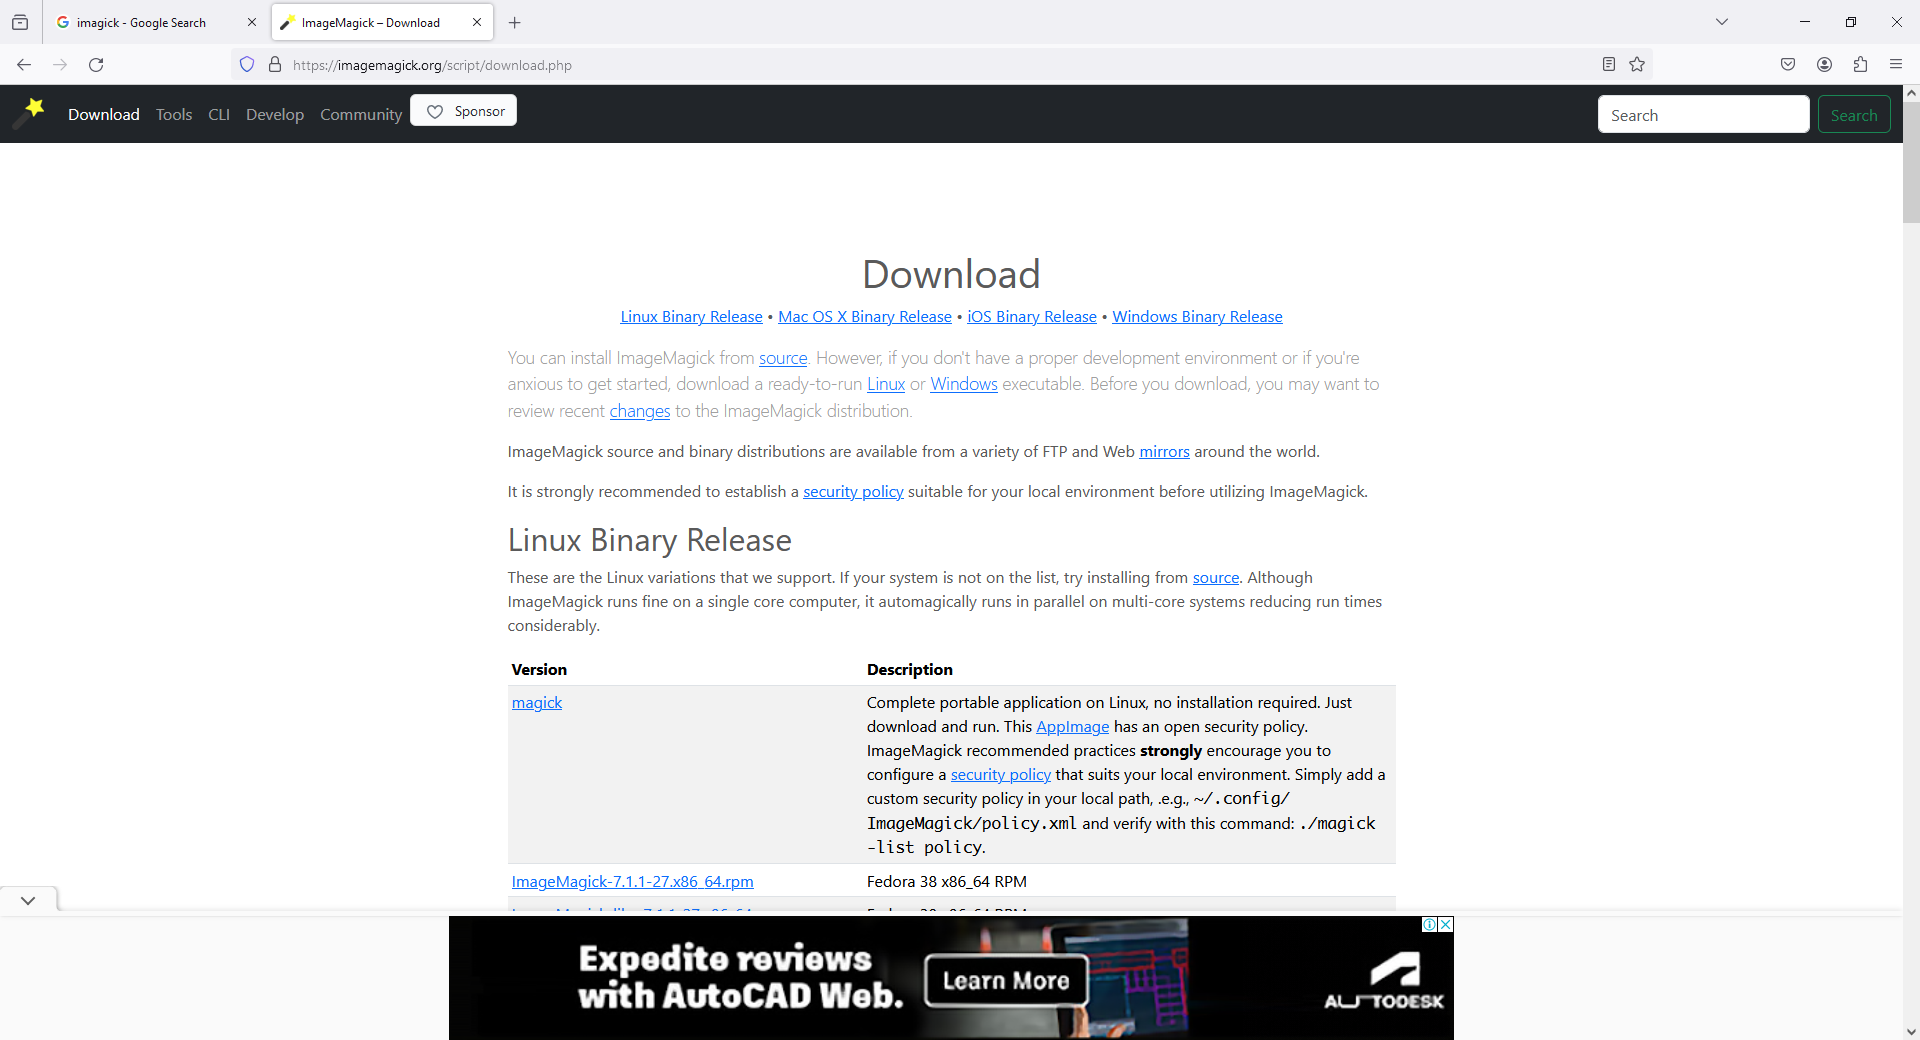 imagick - Google Search
ImageMagick – Download
https://imagemagick.org/script/download.php
Download Tools CLI Develop Community Sponsor Search Search
Download
Linux Binary Release • Mac OS X Binary Release • iOS Binary Release • Windows Binary Release
You can install ImageMagick from source. However, if you don't have a proper development environment or if you're
anxious to get started, download a ready-to-run Linux or Windows executable. Before you download, you may want to
review recent changes to the ImageMagick distribution.
ImageMagick source and binary distributions are available from a variety of FTP and Web mirrors around the world.
It is strongly recommended to establish a security policy suitable for your local environment before utilizing ImageMagick.
Linux Binary Release
These are the Linux variations that we support. If your system is not on the list, try installing from source. Although
ImageMagick runs fine on a single core computer, it automagically runs in parallel on multi-core systems reducing run times
considerably.
Version Description
magick Complete portable application on Linux, no installation required. Just
download and run. This AppImage has an open security policy.
ImageMagick recommended practices strongly encourage you to
configure a security policy that suits your local environment. Simply add a
custom security policy in your local path, .e.g., ~/.config/
ImageMagick/policy.xml and verify with this command: ./magick
-list policy.
ImageMagick-7.1.1-27.x86_64.rpm Fedora 38 x86_64 RPM
Expedite reviews
with AutoCAD Web.
Learn More
AUTODESK